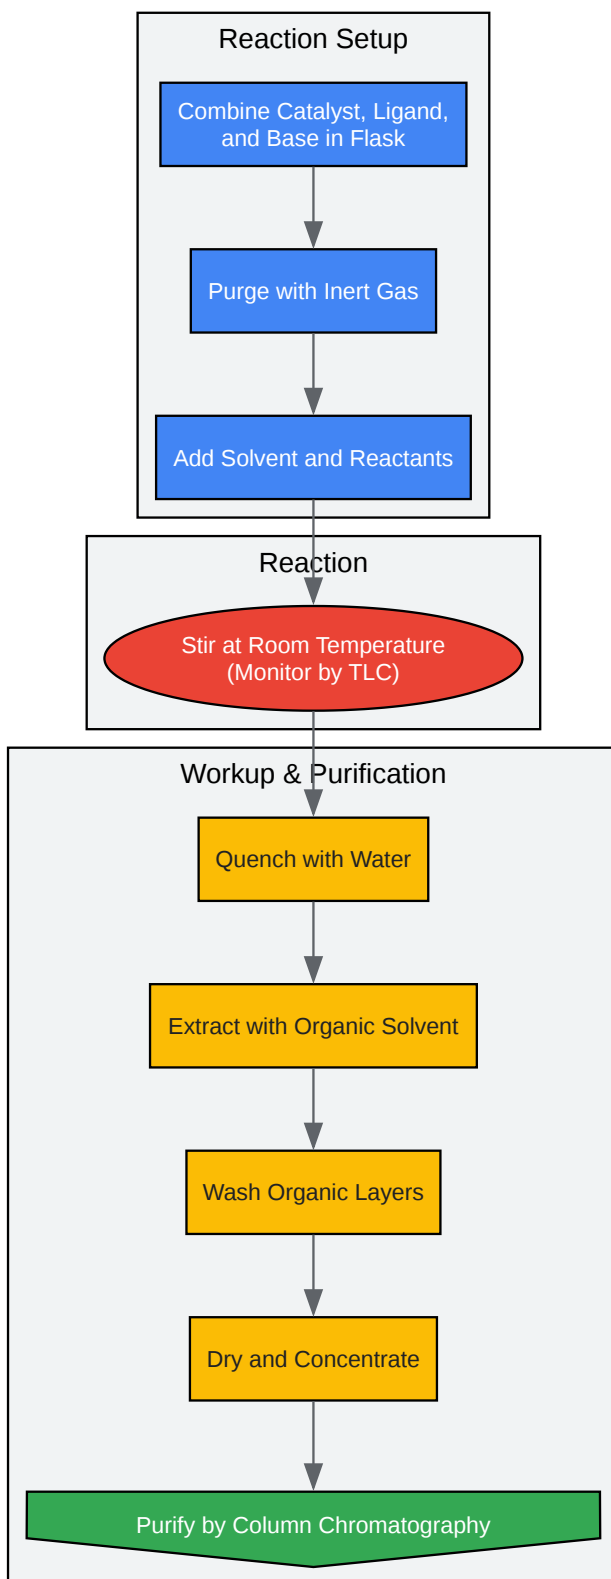 Reaction Setup
Combine Catalyst, Ligand,
and Base in Flask
Purge with Inert Gas
Add Solvent and Reactants
Reaction
Stir at Room Temperature
(Monitor by TLC)
Workup & Purification
Quench with Water
Extract with Organic Solvent
Wash Organic Layers
Dry and Concentrate
Purify by Column Chromatography